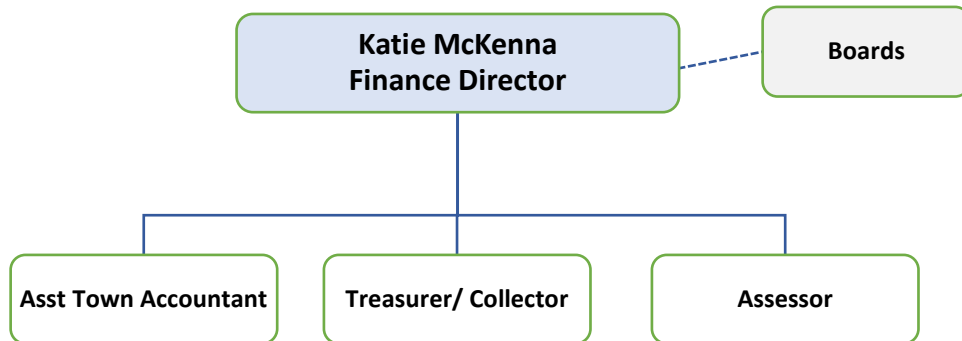 Katie McKenna
Finance Director
Boards
Asst Town Accountant
Treasurer/ Collector
Assessor